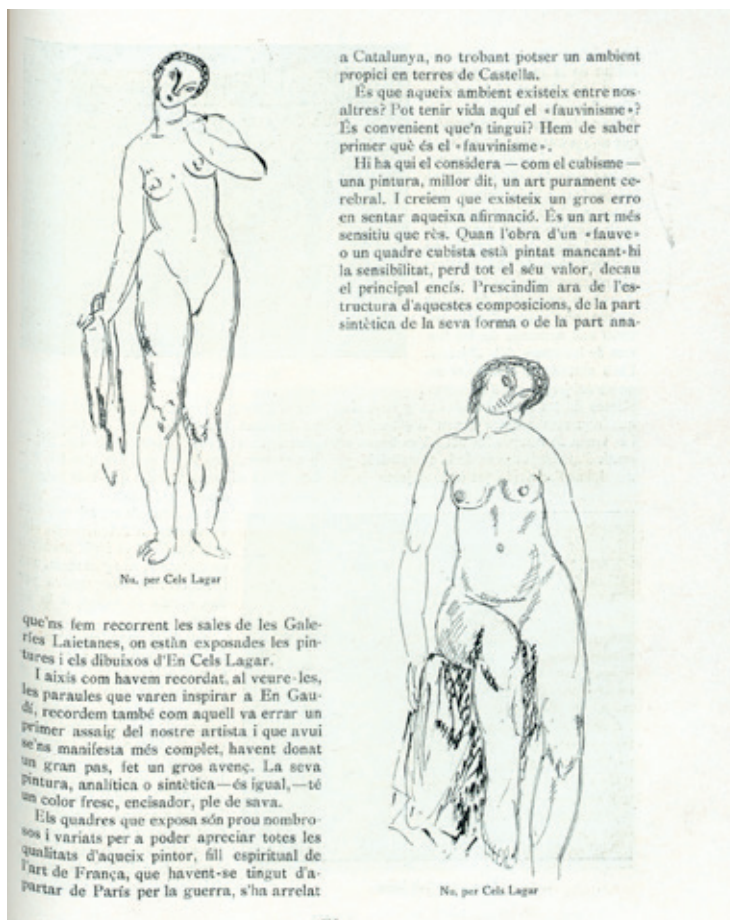 Nu, per Cels Lagar
que'ns fem recorrent les sales de les Gale-
ríes Laietanes, on estàn exposades les pin-
tures i els dibuixos d'En Cels Lagar.
I aixís com havem recordat, al veure-les,
les paraules que varen inspirar a En Gau-
dí, recordem també com aquell va errar un
primer assaig del nostre artista i que avui
se'ns manifesta més complet, havent donat
un gran pas, fet un gros avenç. La seva
pintura, analítica o sintètica—és igual,—té
un color fresc, encisador, ple de sava.
Els quadres que exposa són prou nombro-
sos i variats per a poder apreciar totes les
qualitats d'aqueix pintor, fill espiritual de
l'art de França, que havent-se tingut d'a-
partar de París per la guerra, s'ha arrelat
a Catalunya, no trobant potser un ambient
propici en terres de Castella.
És que aqueix ambient existeix entre nos-
altres? Pot tenir vida aquí el «fauvinisme»?
És convenient que'n tingui? Hem de saber
primer què és el «fauvinisme».
Hi ha qui el considera — com el cubisme —
una pintura, millor dit, un art purament ce-
rebral. I creiem que existeix un gros erro
en sentar aqueixa afirmació. És un art més
sensitiu que rès. Quan l'obra d'un «fauve»
o un quadre cubista està pintat mancant-hi
la sensibilitat, perd tot el séu valor, decau
el principal encís. Prescindim ara de l'es-
tructura d'aquestes composicions, de la part
sintètica de la seva forma o de la part ana-
Nu, per Cels Lagar